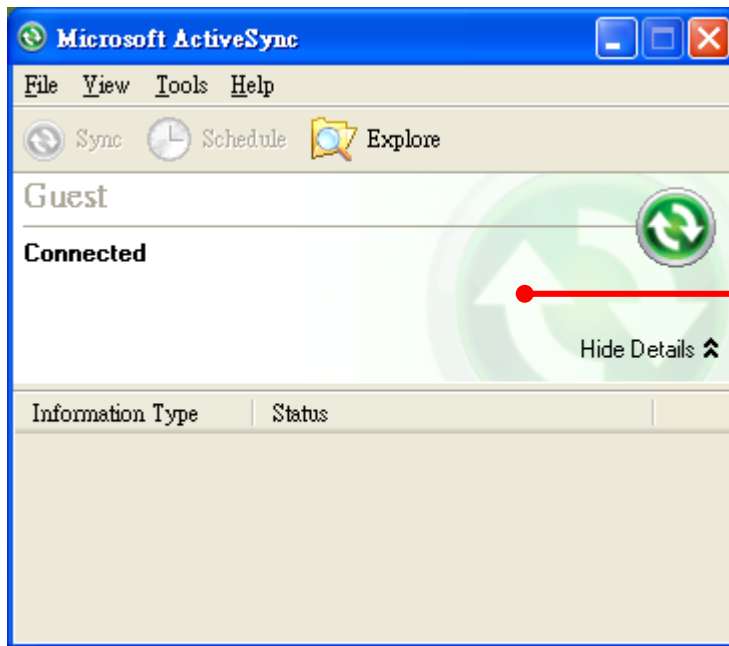 Microsoft ActiveSync
File View Tools Help
Sync Schedule Explore
Guest
Connected
Hide Details
Information Type Status